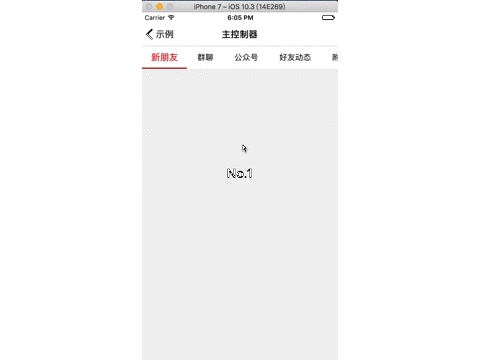 iPhone 7 – iOS 10.3 (14E269)
Carrier 6:05 PM
示例 主控制器
新朋友 群聊 公众号 好友动态
No.1